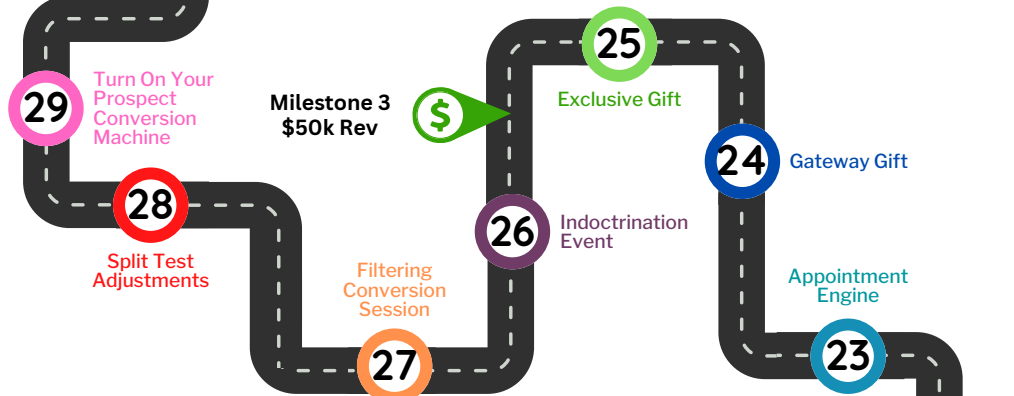 25
Exclusive Gift
29
Turn On Your
Prospect
Conversion
Machine
Milestone 3
$50k Rev
$
24
Gateway Gift
28
Split Test
Adjustments
26
Indoctrination
Event
Filtering
Conversion
Session
27
Appointment
Engine
23